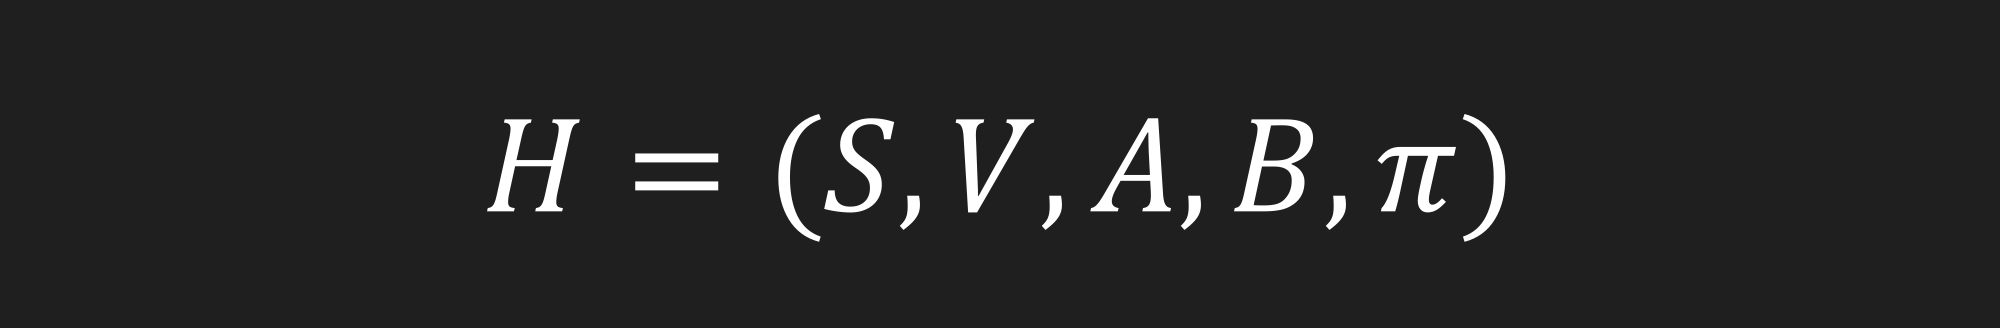 H = (S, V, A, B, π)